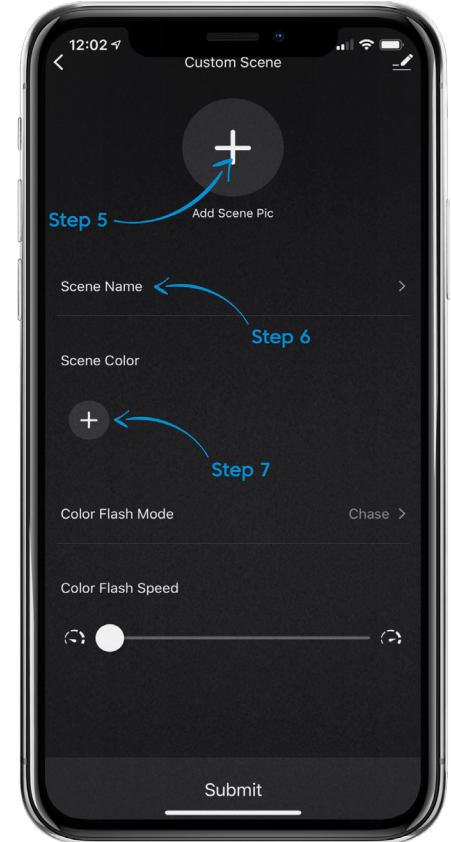 12:02
Custom Scene
Add Scene Pic
Step 5
Scene Name
Step 6
Scene Color
Step 7
Color Flash Mode
Chase
Color Flash Speed
Submit